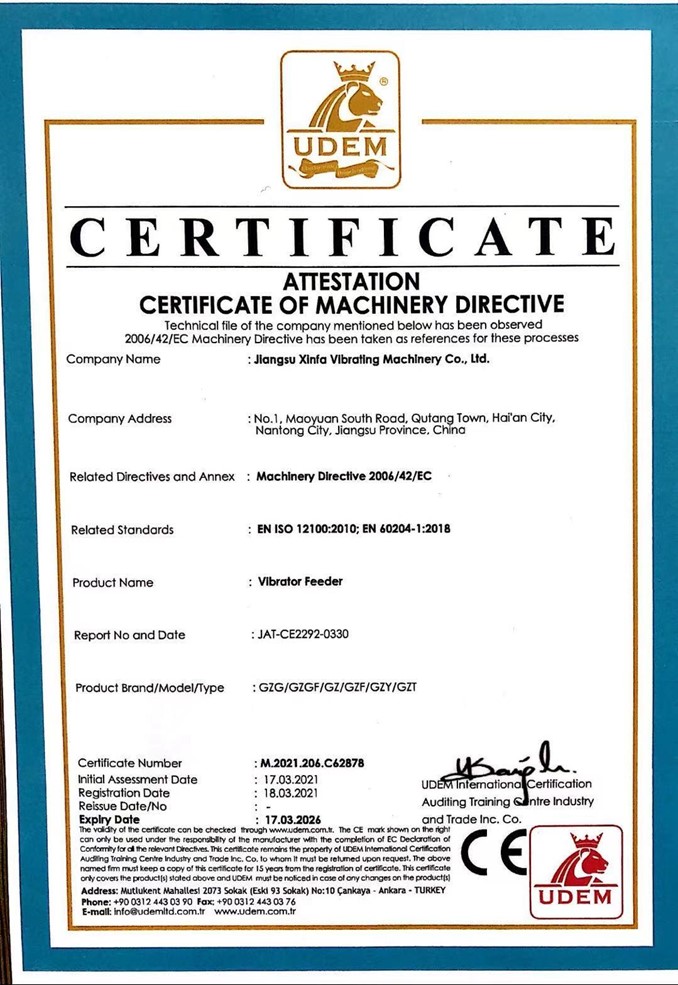 ®
UDEM
CERTIFICATE
ATTESTATION
CERTIFICATE OF MACHINERY DIRECTIVE
Technical file of the company mentioned below has been observed
2006/42/EC Machinery Directive has been taken as references for these processes
Company Name : Jiangsu Xinfa Vibrating Machinery Co., Ltd.
Company Address : No.1, Maoyuan South Road, Qutang Town, Hai'an City,
Nantong City, Jiangsu Province, China
Related Directives and Annex : Machinery Directive 2006/42/EC
Related Standards : EN ISO 12100:2010; EN 60204-1:2018
Product Name : Vibrator Feeder
Report No and Date : JAT-CE2292-0330
Product Brand/Model/Type : GZG/GZGF/GZ/GZF/GZY/GZT
Certificate Number : M.2021.206.C62878
Initial Assessment Date : 17.03.2021
Registration Date : 18.03.2021
Reissue Date/No : -
Expiry Date : 17.03.2026
UDEM International Certification
Auditing Training Centre Industry
and Trade Inc. Co.
The validity of the certificate can be checked through www.udem.com.tr. The CE mark shown on the right
can only be used under the responsibility of the manufacturer with the completion of EC Declaration of
Conformity for all the relevant Directives. This certificate remains the property of UDEM International Certification
Auditing Training Centre Industry and Trade Inc. Co. to whom it must be returned upon request. The above
named firm must keep a copy of this certificate for 15 years from the registration of certificate. This certificate
only covers the product(s) stated above and UDEM must be noticed in case of any changes on the product(s)
Address: Mutlukent Mahallesi 2073 Sokak (Eski 93 Sokak) No:10 Çankaya - Ankara - TURKEY
Phone: +90 0312 443 03 90 Fax: +90 0312 443 03 76
E-mail: info@udemltd.com.tr www.udem.com.tr
CE
UDEM